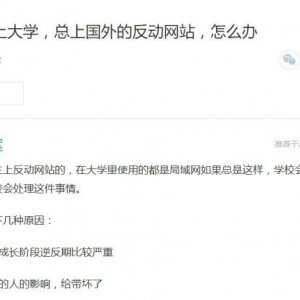 上大学，总上国外的反动网站，怎么办
推荐于
上反动网站的，在大学里使用的都是局域网如果总是这样，学校会
会处理这件事情。
几种原因：
成长阶段逆反期比较严重
的人的影响，给带坏了